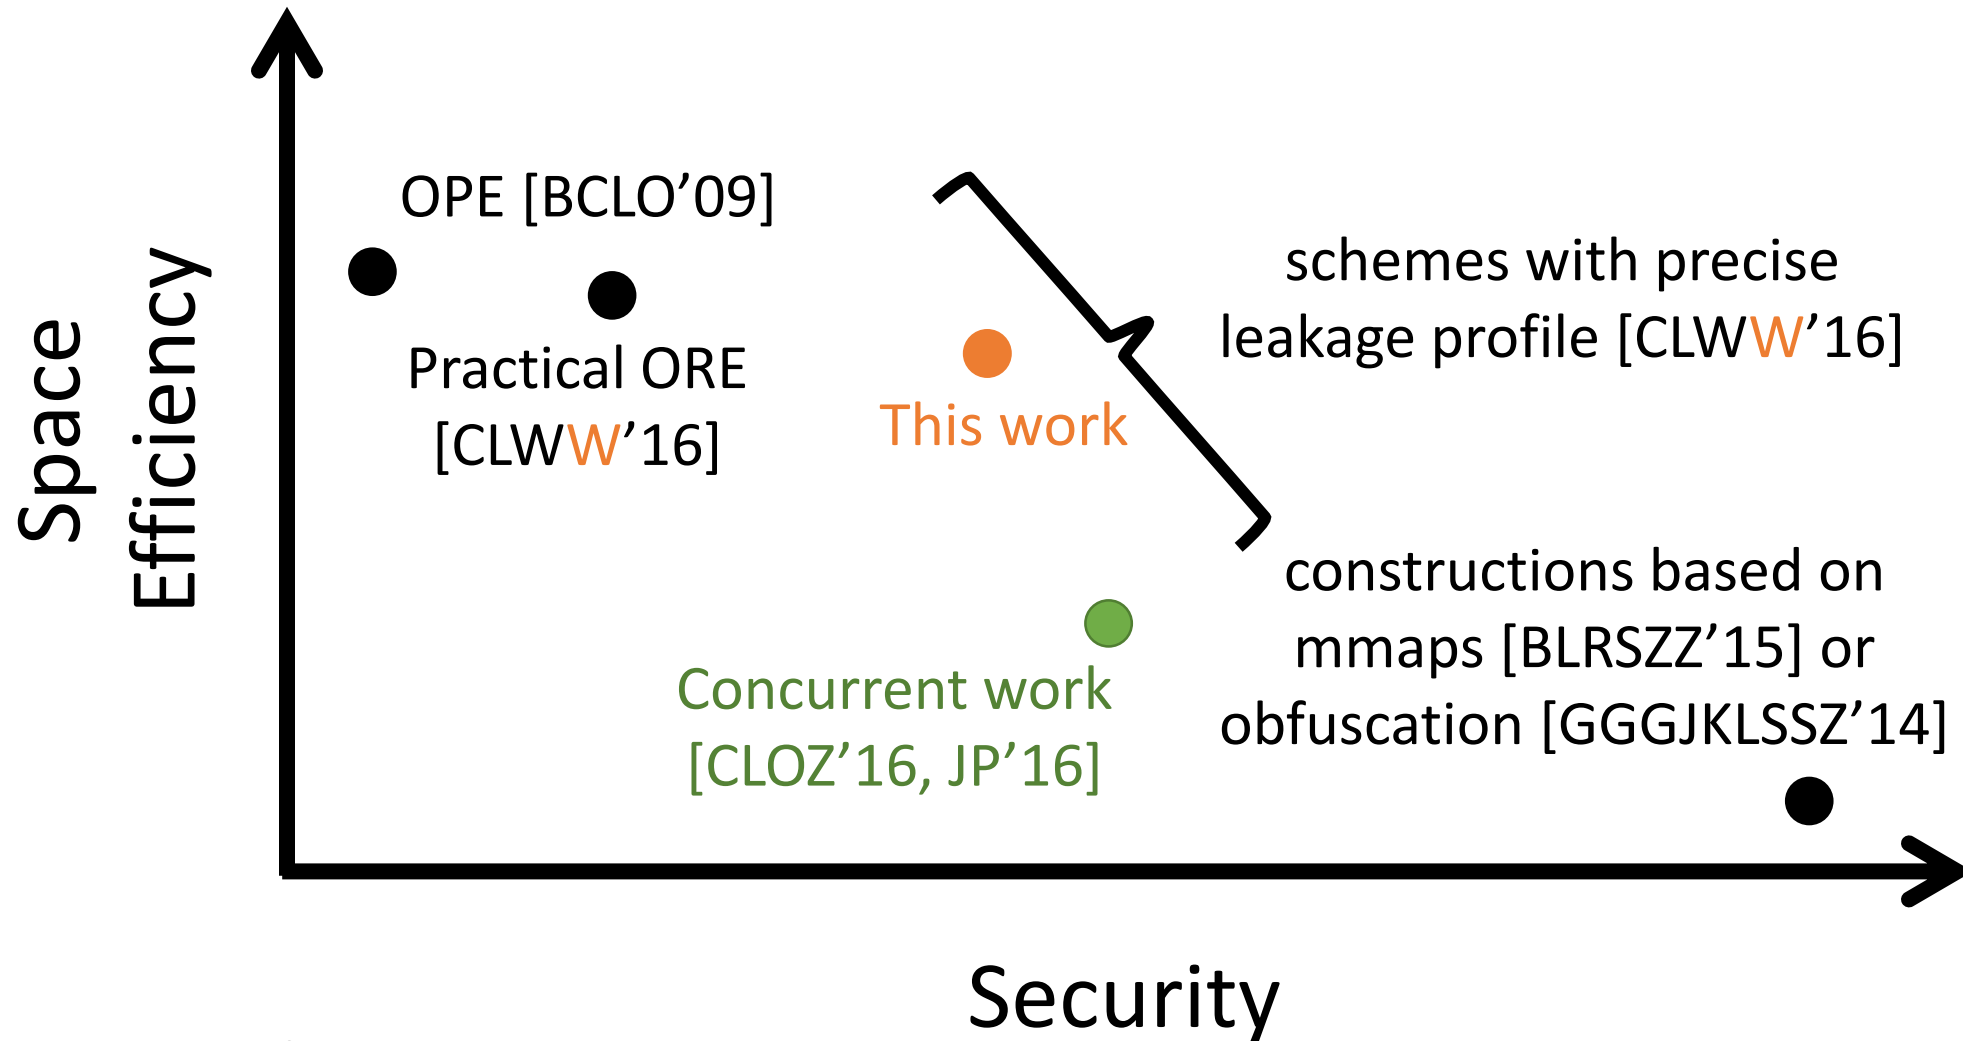 OPE [BCLO’09]
Practical ORE
[CLWW’16]
This work
schemes with precise
leakage profile [CLWW’16]
Concurrent work
[CLOZ’16, JP’16]
constructions based on
mmaps [BLRSZZ’15] or
obfuscation [GGGJKLSSZ’14]
Space
Efficiency
Security